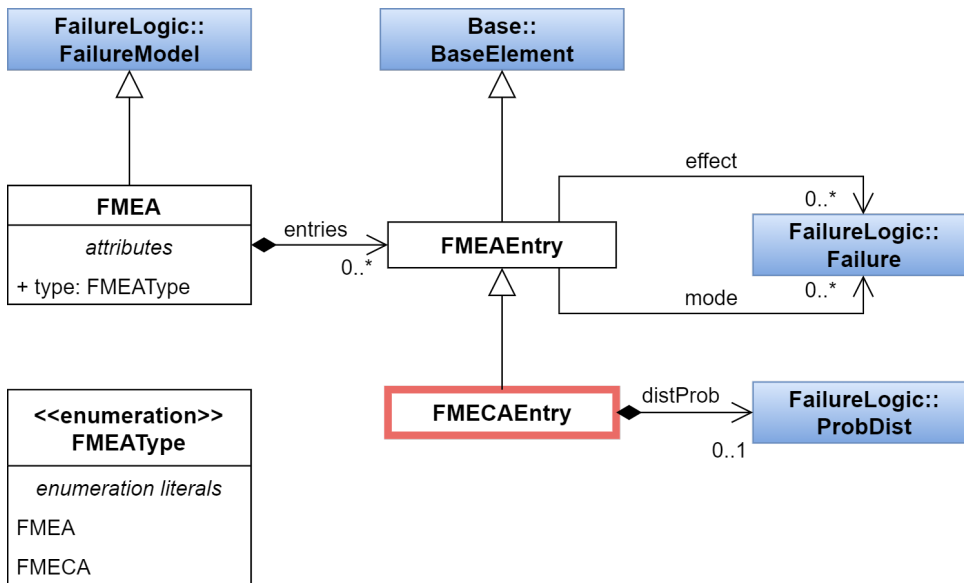 FailureLogic::
FailureModel
Base::
BaseElement
effect
0..*
FMEA
attributes
+ type: FMEAType
entries
0..*
FMEAEntry
FailureLogic::
Failure
0..*
mode
<<enumeration>>
FMEAType
enumeration literals
FMEA
FMECA
FMECAEntry
distProb
0..1
FailureLogic::
ProbDist